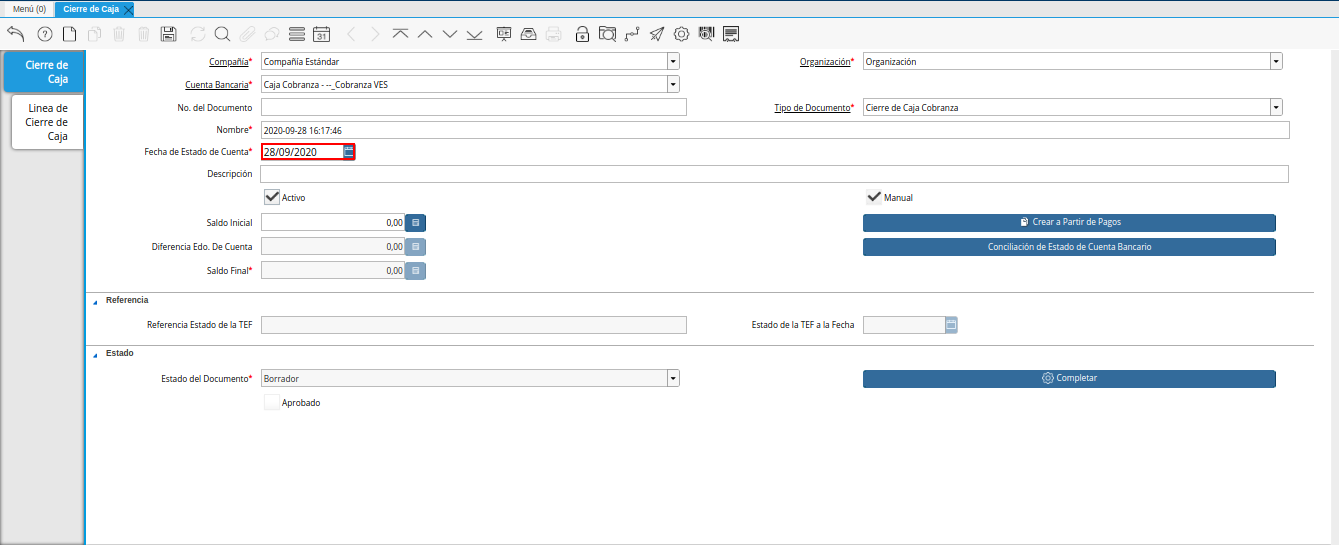 Menú (0)
Cierre de Caja
31
Cierre de
Caja
Linea de
Cierre de
Caja
Compañía* Compañía Estándar Organización* Organización
Cuenta Bancaria* Caja Cobranza - --_Cobranza VES
No. del Documento Tipo de Documento* Cierre de Caja Cobranza
Nombre* 2020-09-28 16:17:46
Fecha de Estado de Cuenta* 28/09/2020
Descripción
Activo Manual
Saldo Inicial 0,00 Crear a Partir de Pagos
Diferencia Edo. De Cuenta 0,00 Conciliación de Estado de Cuenta Bancario
Saldo Final* 0,00
Referencia
Referencia Estado de la TEF Estado de la TEF a la Fecha
Estado
Estado del Documento* Borrador Completar
Aprobado